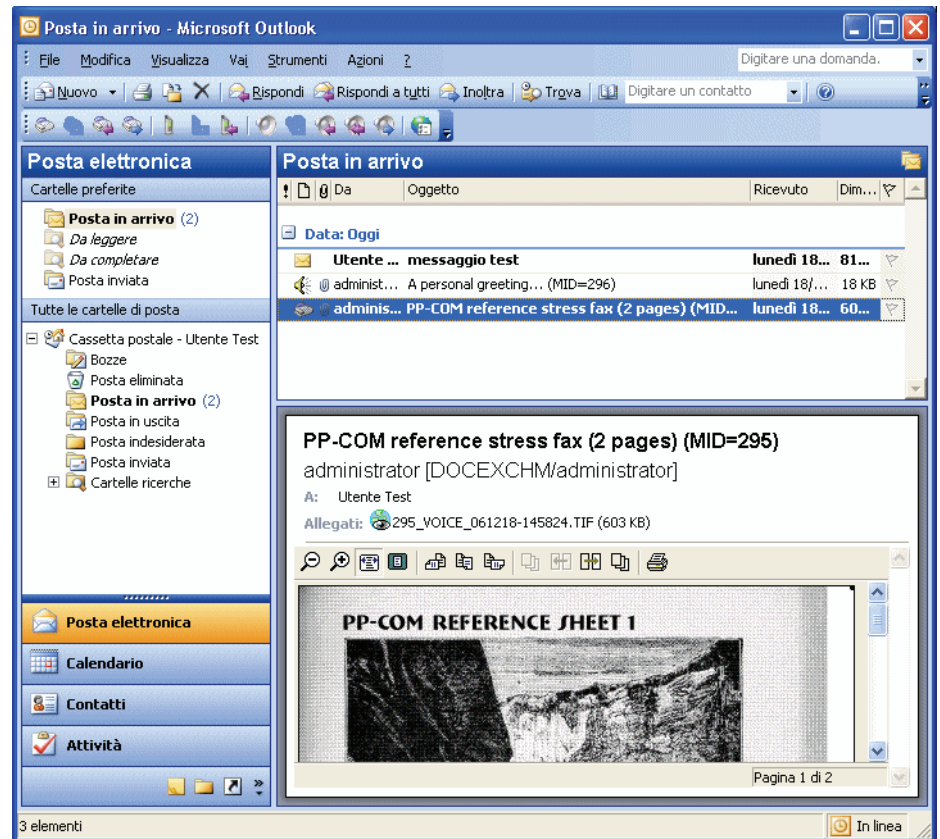 Posta in arrivo - Microsoft Outlook
File Modifica Visualizza Vai Strumenti Azioni ? Digitare una domanda.
Nuovo Rispondi Rispondi a tutti Inoltra Trova Digitare un contatto
Posta elettronica
Cartelle preferite
Posta in arrivo (2)
Da leggere
Da completare
Posta inviata
Tutte le cartelle di posta
Cassetta postale - Utente Test
Bozze
Posta eliminata
Posta in arrivo (2)
Posta in uscita
Posta indesiderata
Posta inviata
Cartelle ricerche
Posta elettronica
Calendario
Contatti
Attività
Posta in arrivo
! Da Oggetto Ricevuto Dim...
Data: Oggi
Utente ... messaggio test lunedì 18... 81...
administ... A personal greeting... (MID=296) lunedì 18/... 18 KB
adminis... PP-COM reference stress fax (2 pages) (MID... lunedì 18... 60...
PP-COM reference stress fax (2 pages) (MID=295)
administrator [DOCEXCHM/administrator]
A: Utente Test
Allegati: 295_VOICE_061218-145824.TIF (603 KB)
PP-COM REFERENCE SHEET 1
Pagina 1 di 2
3 elementi
In linea